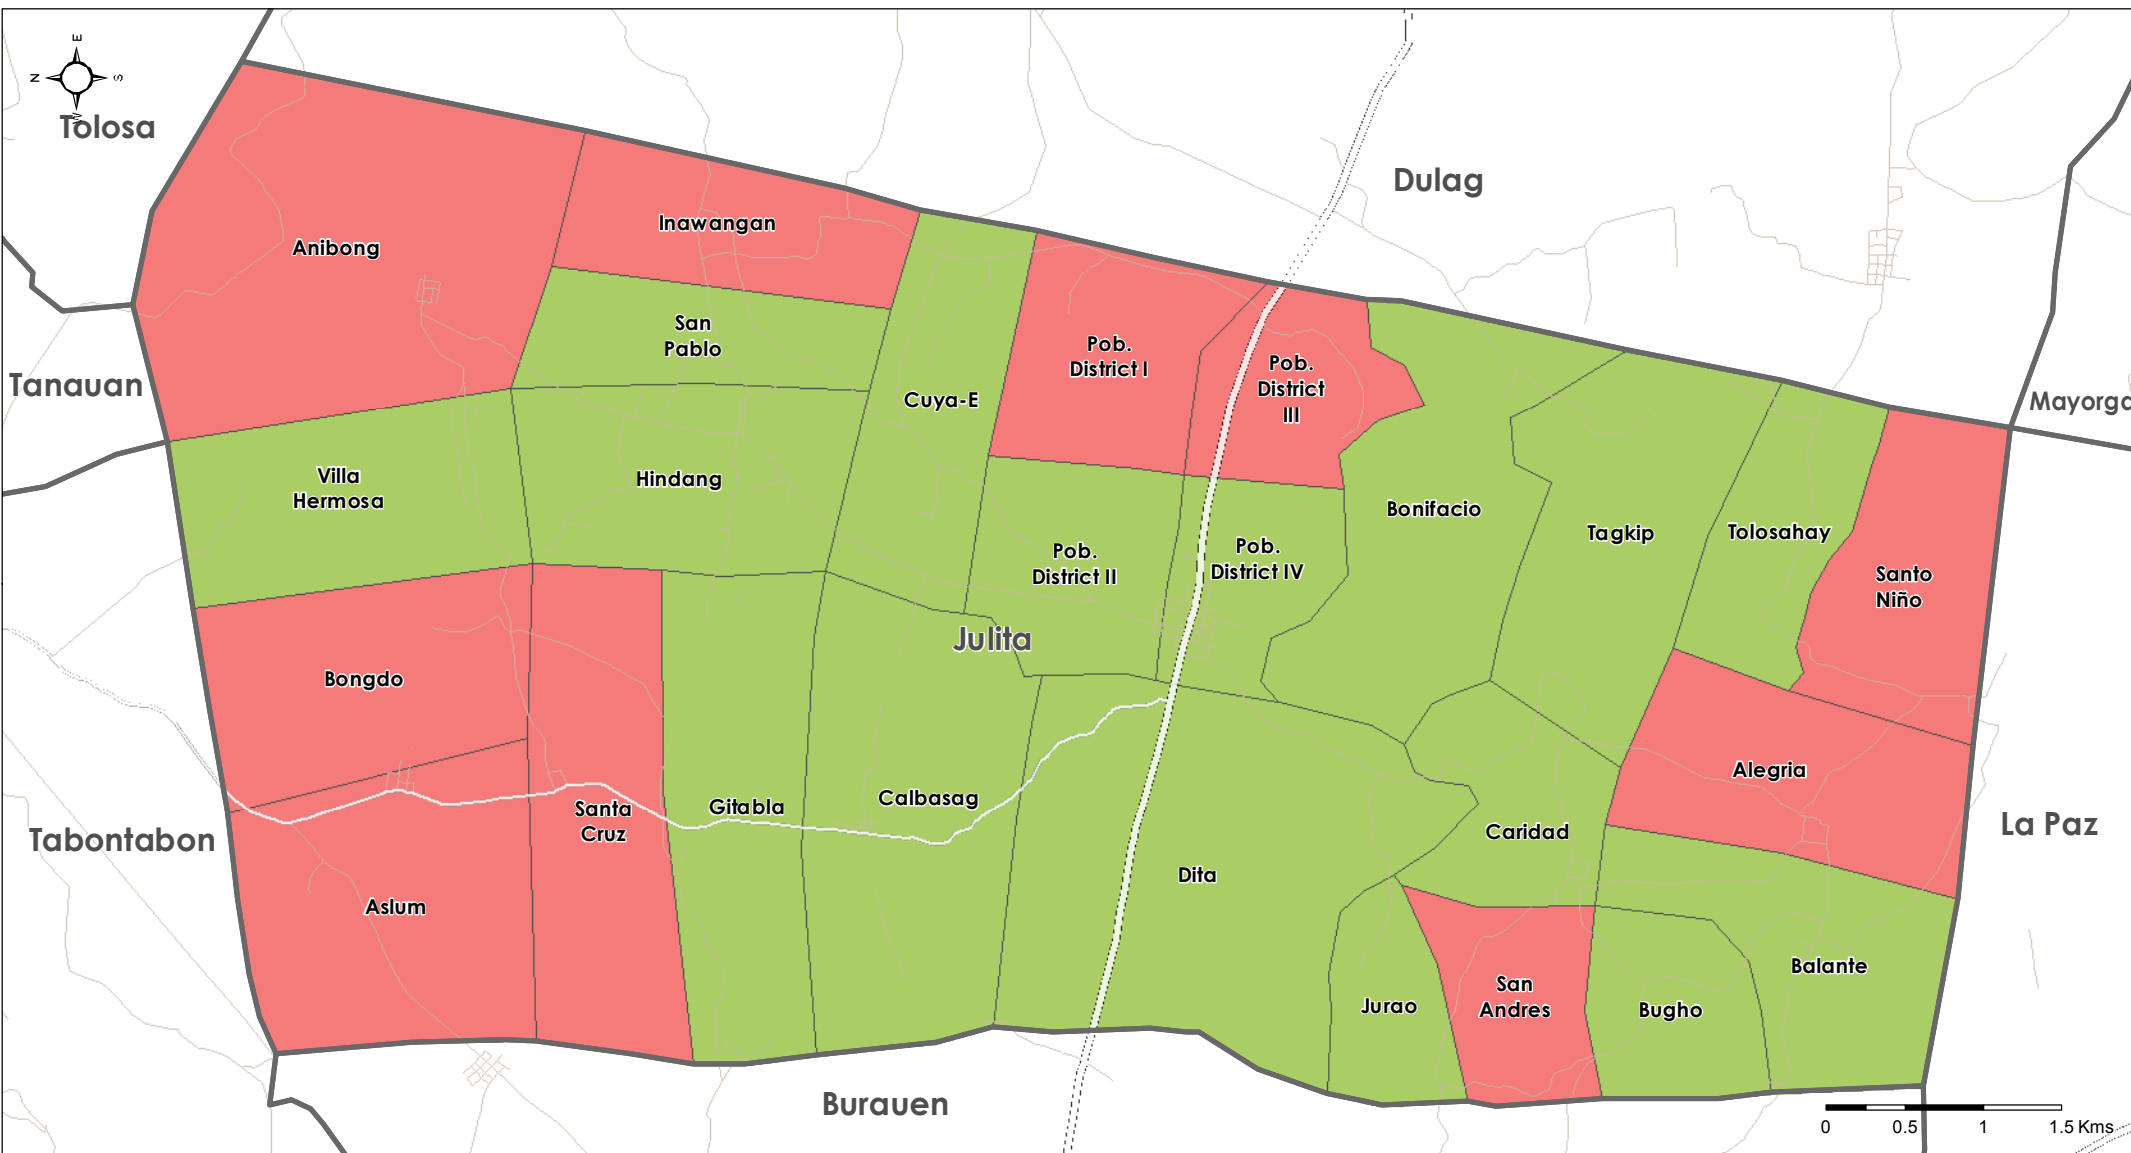 E
N
S
W
Tolosa
Dulag
Inawangan
Anibong
San
Pablo
Pob.
District I
Pob.
District
III
Tanauan
Cuya-E
Mayorga
Villa
Hermosa
Hindang
Bonifacio
Tagkip
Tolosahay
Pob.
District II
Pob.
District IV
Santo
Niño
Julita
Bongdo
Alegria
Santa
Cruz
Gitabla
Calbasag
Caridad
La Paz
Tabontabon
Dita
Aslum
Jurao
San
Andres
Bugho
Balante
Burauen
0 0.5 1 1.5 Kms